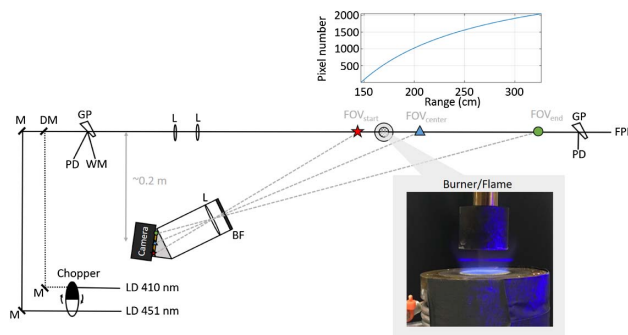 2000
1500
1000
500
Pixel number
150
200
250
300
Range (cm)
M
DM
GP
L
L
FOVstart
FOVcenter
FOVend
GP
FPI
PD
WM
PD
~0.2 m
Burner/Flame
L
BF
Camera
Chopper
M
LD 410 nm
M
LD 451 nm